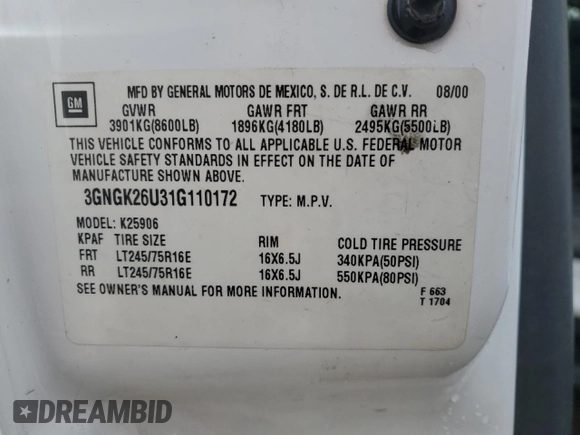 GM
MFD BY GENERAL MOTORS DE MEXICO, S. DE R.L. DE C.V. 08/00
GVWR GAWR FRT GAWR RR
3901KG(8600LB) 1896KG(4180LB) 2495KG(5500LB)
THIS VEHICLE CONFORMS TO ALL APPLICABLE U.S. FEDERAL MOTOR
VEHICLE SAFETY STANDARDS IN EFFECT ON THE DATE OF
MANUFACTURE SHOWN ABOVE.
3GNGK26U31G110172 TYPE: M.P.V.
MODEL: K25906
KPAF TIRE SIZE RIM COLD TIRE PRESSURE
FRT LT245/75R16E 16X6.5J 340KPA(50PSI)
RR LT245/75R16E 16X6.5J 550KPA(80PSI)
SEE OWNER'S MANUAL FOR MORE INFORMATION.
F 663
T 1704
DREAMBID